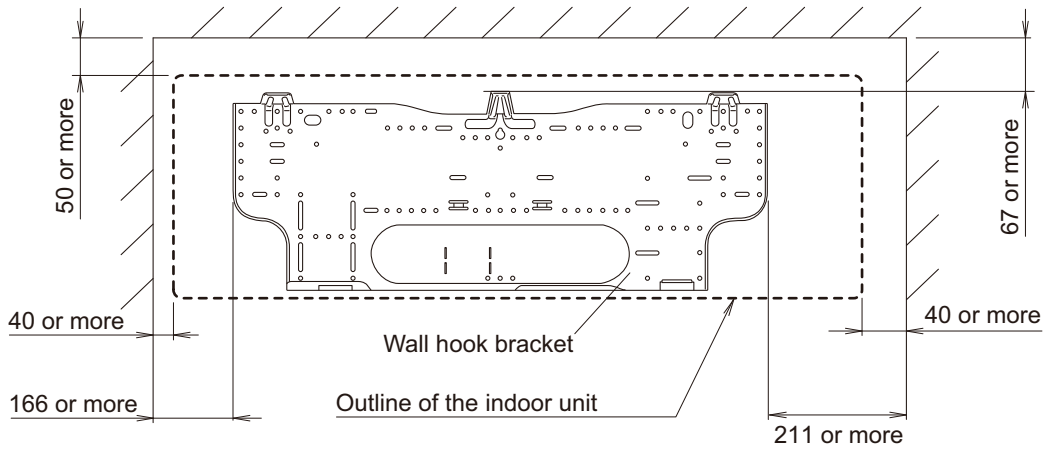 50 or more
67 or more
40 or more
40 or more
Wall hook bracket
166 or more
Outline of the indoor unit
211 or more